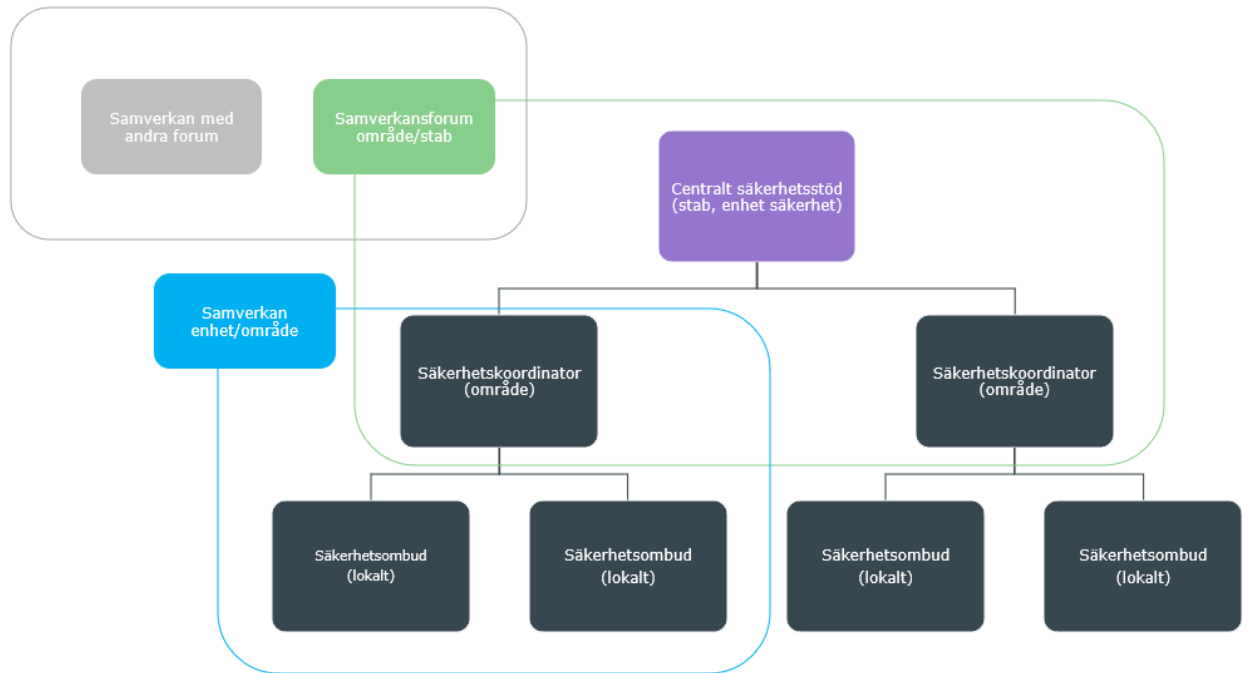 Samverkan med
andra forum
Samverkansforum
område/stab
Centralt säkerhetsstöd
(stab, enhet säkerhet)
Samverkan
enhet/område
Säkerhetskoordinator
(område)
Säkerhetskoordinator
(område)
Säkerhetsombud
(lokalt)
Säkerhetsombud
(lokalt)
Säkerhetsombud
(lokalt)
Säkerhetsombud
(lokalt)